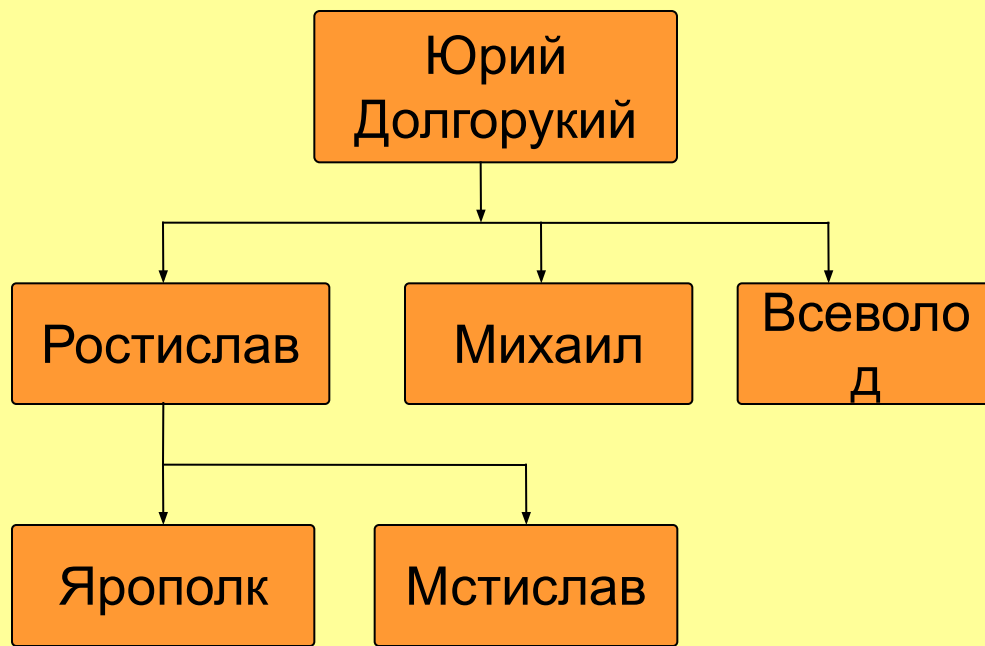 Юрий
Долгорукий
Ростислав
Михаил
Всеволо
д
Ярополк
Мстислав